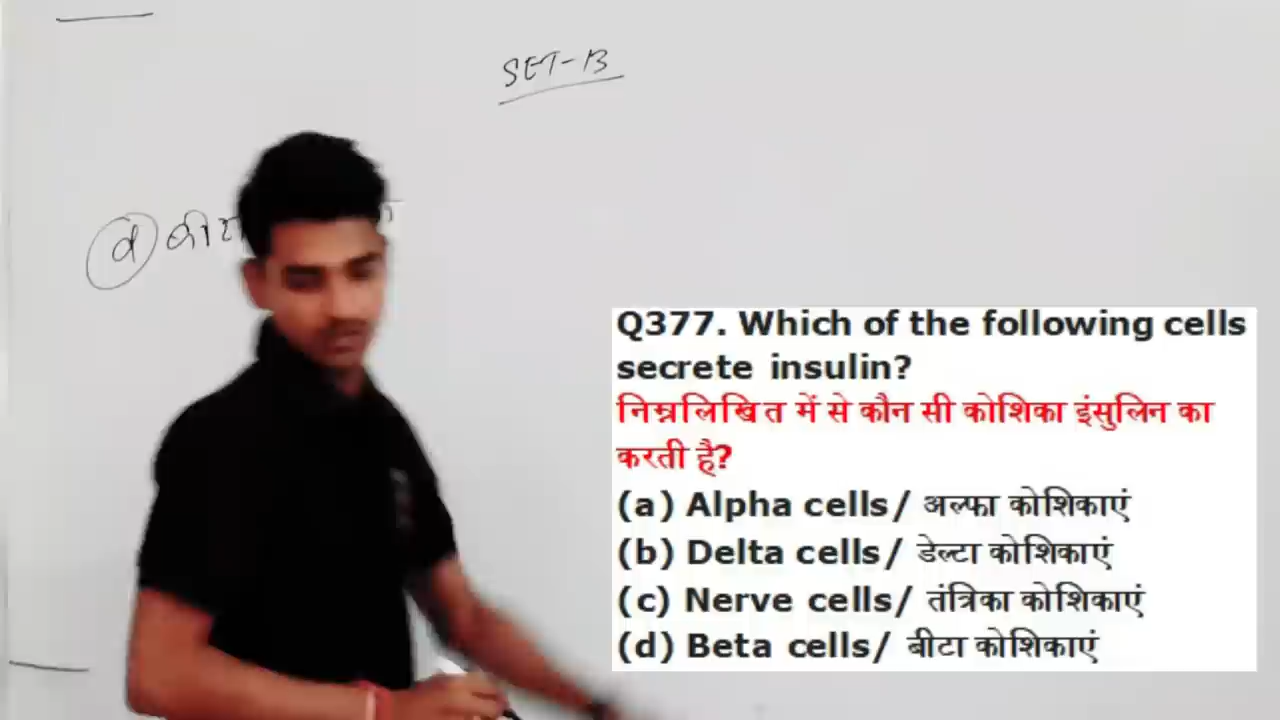 SET-B
(d) बीटा
Q377. Which of the following cells
secrete insulin?
निम्नलिखित में से कौन सी कोशिका इंसुलिन का
करती है?
(a) Alpha cells/ अल्फा कोशिकाएं
(b) Delta cells/ डेल्टा कोशिकाएं
(c) Nerve cells/ तंत्रिका कोशिकाएं
(d) Beta cells/ बीटा कोशिकाएं